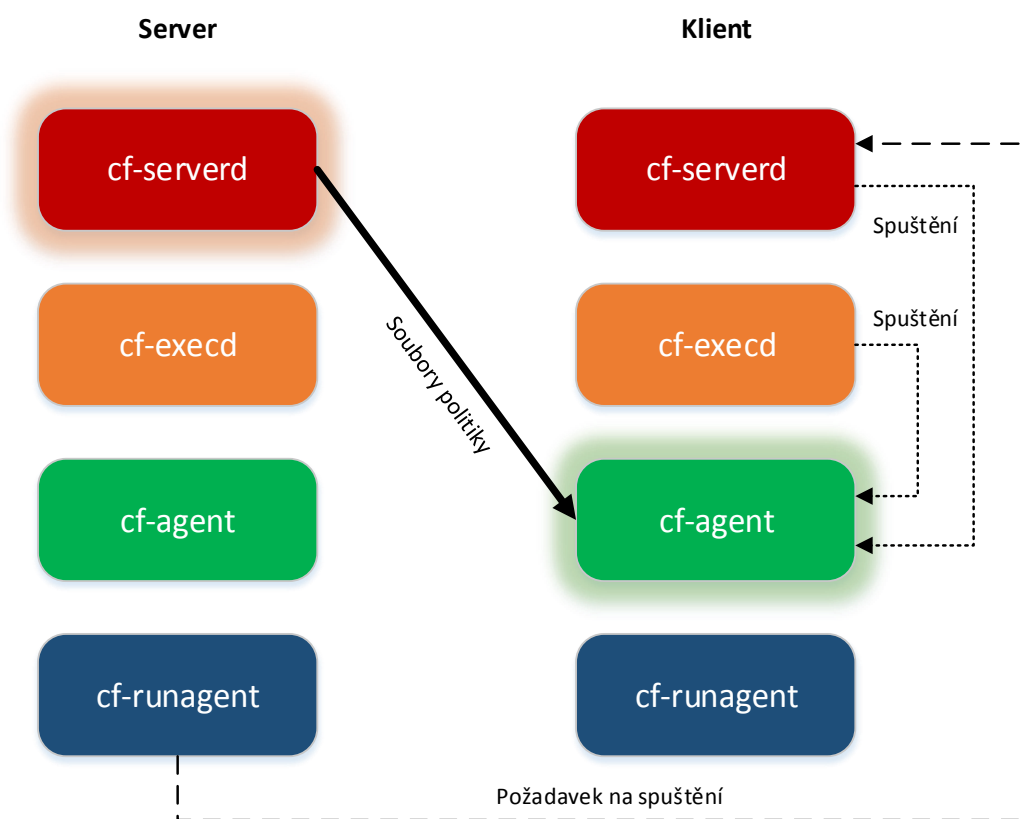 Server
Klient
cf-serverd
cf-serverd
Spuštění
cf-execd
cf-execd
Spuštění
Soubory politiky
cf-agent
cf-agent
cf-runagent
cf-runagent
Požadavek na spuštění